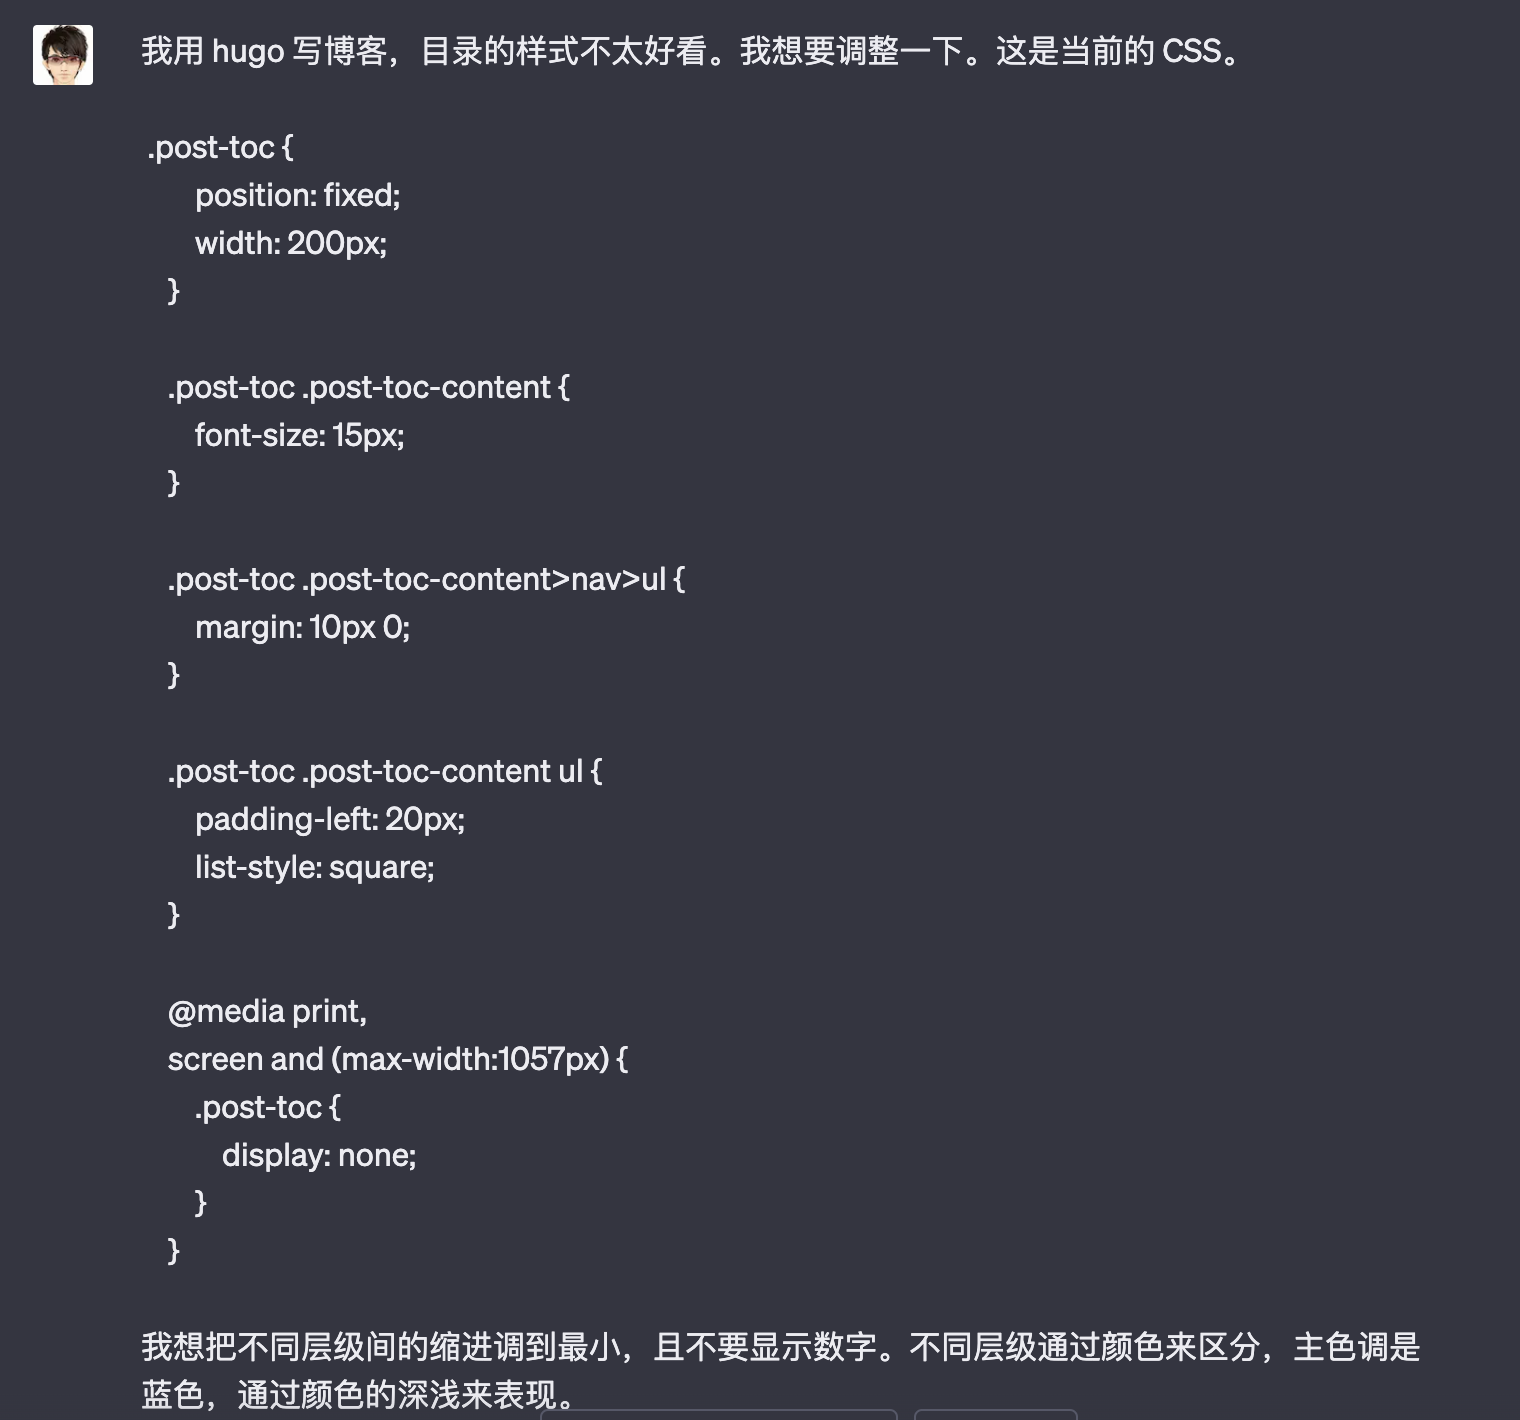 我用 hugo 写博客，目录的样式不太好看。我想要调整一下。这是当前的 CSS。
.post-toc {
position: fixed;
width: 200px;
}
.post-toc .post-toc-content {
font-size: 15px;
}
.post-toc .post-toc-content>nav>ul {
margin: 10px 0;
}
.post-toc .post-toc-content ul {
padding-left: 20px;
list-style: square;
}
@media print,
screen and (max-width:1057px) {
.post-toc {
display: none;
}
}
我想把不同层级间的缩进调到最小，且不要显示数字。不同层级通过颜色来区分，主色调是
蓝色，通过颜色的深浅来表现。